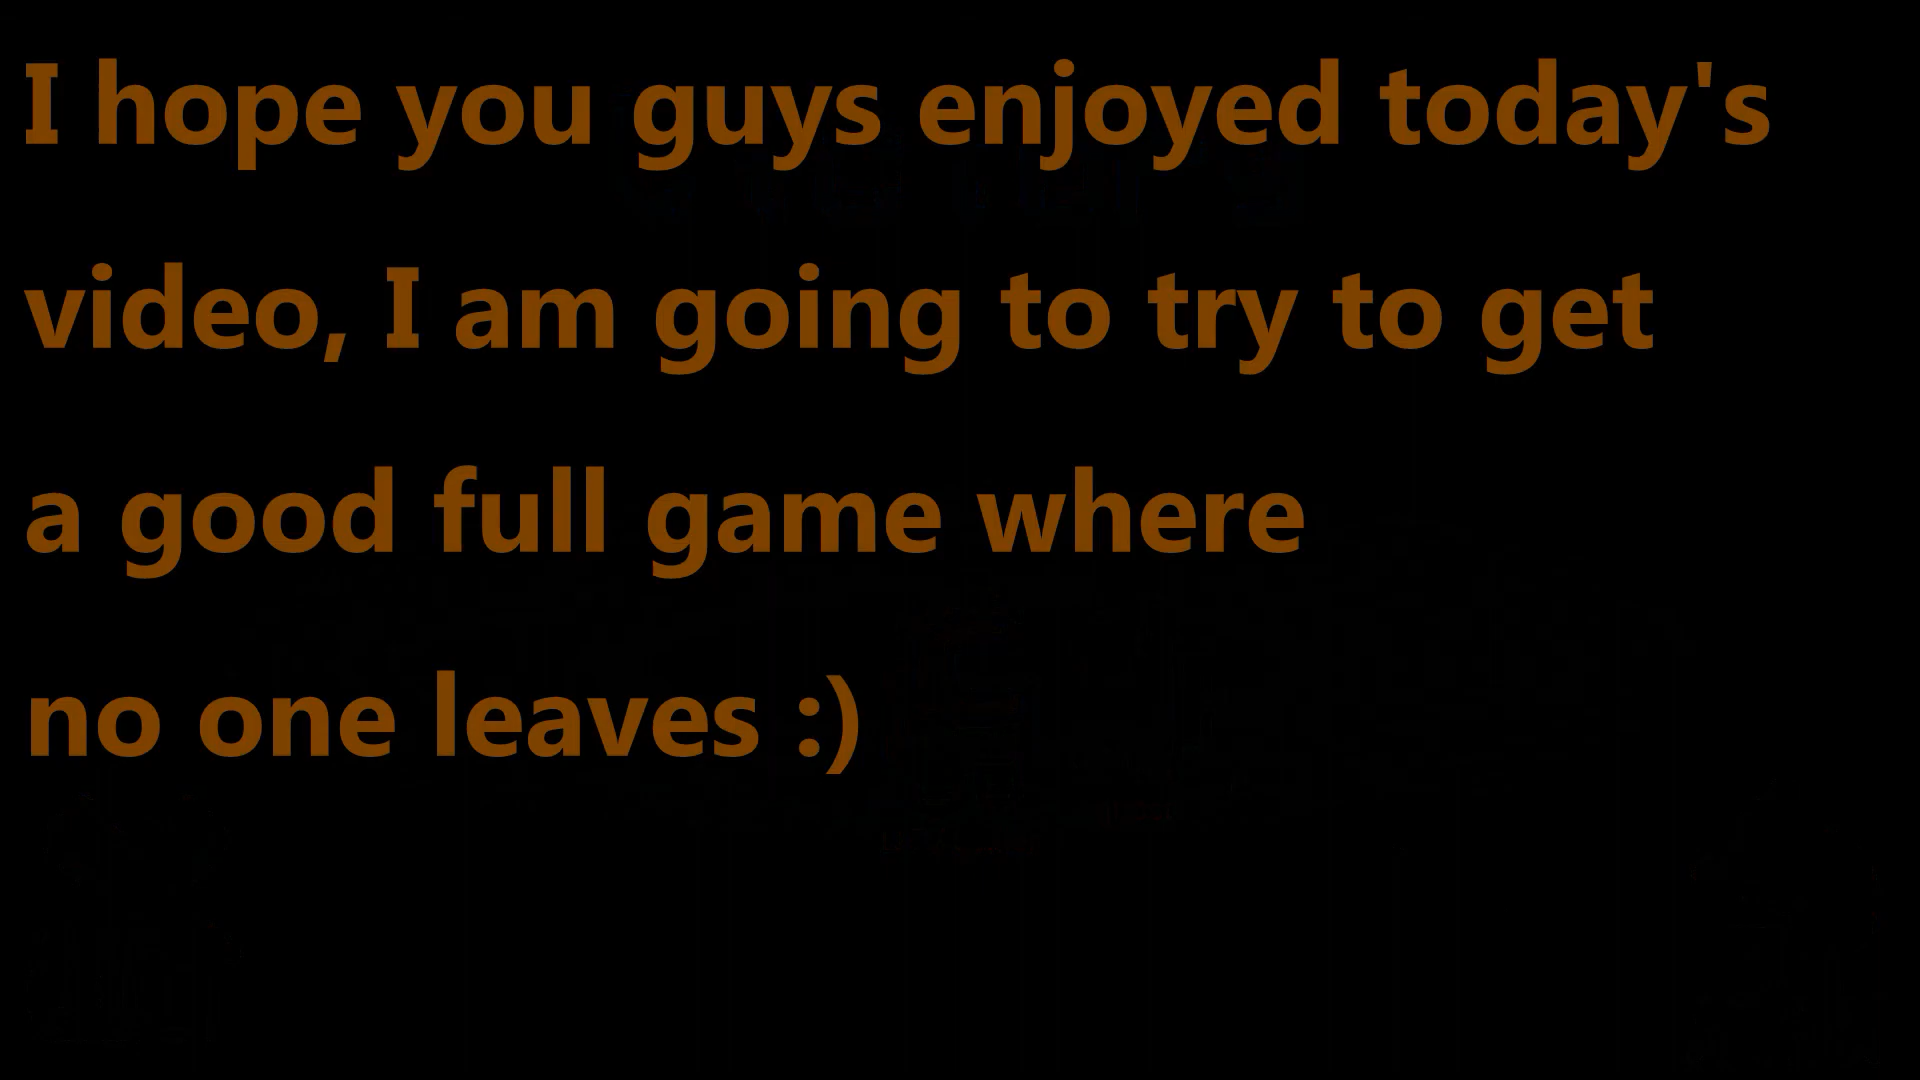 I hope you guys enjoyed today's
video, I am going to try to get
a good full game where
no one leaves :)